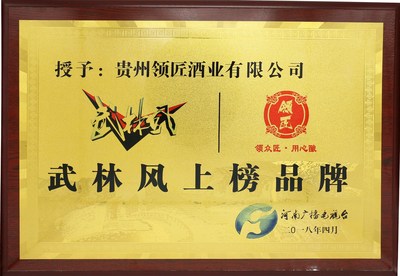 授予：贵州领匠酒业有限公司
武林风
领匠
领众匠·用心酿
武林风上榜品牌
河南广播电视台
二〇一八年四月